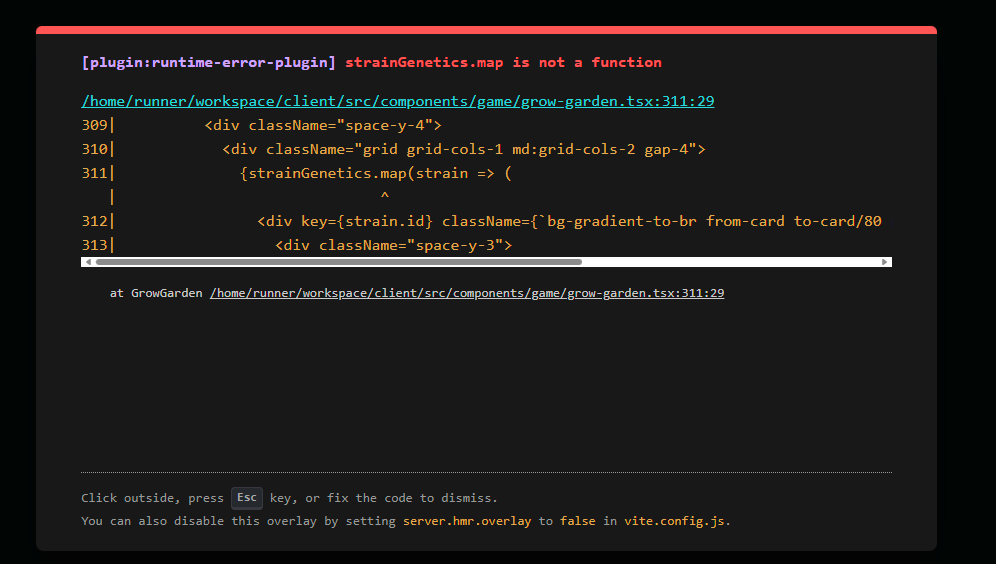 [plugin:runtime-error-plugin] strainGenetics.map is not a function
/home/runner/workspace/client/src/components/game/grow-garden.tsx:311:29
309|          <div className="space-y-4">
310|            <div className="grid grid-cols-1 md:grid-cols-2 gap-4">
311|              {strainGenetics.map(strain => (
   |                              ^
312|                <div key={strain.id} className={`bg-gradient-to-br from-card to-card/80
313|                  <div className="space-y-3">
at GrowGarden /home/runner/workspace/client/src/components/game/grow-garden.tsx:311:29
Click outside, press Esc key, or fix the code to dismiss.
You can also disable this overlay by setting server.hmr.overlay to false in vite.config.js.